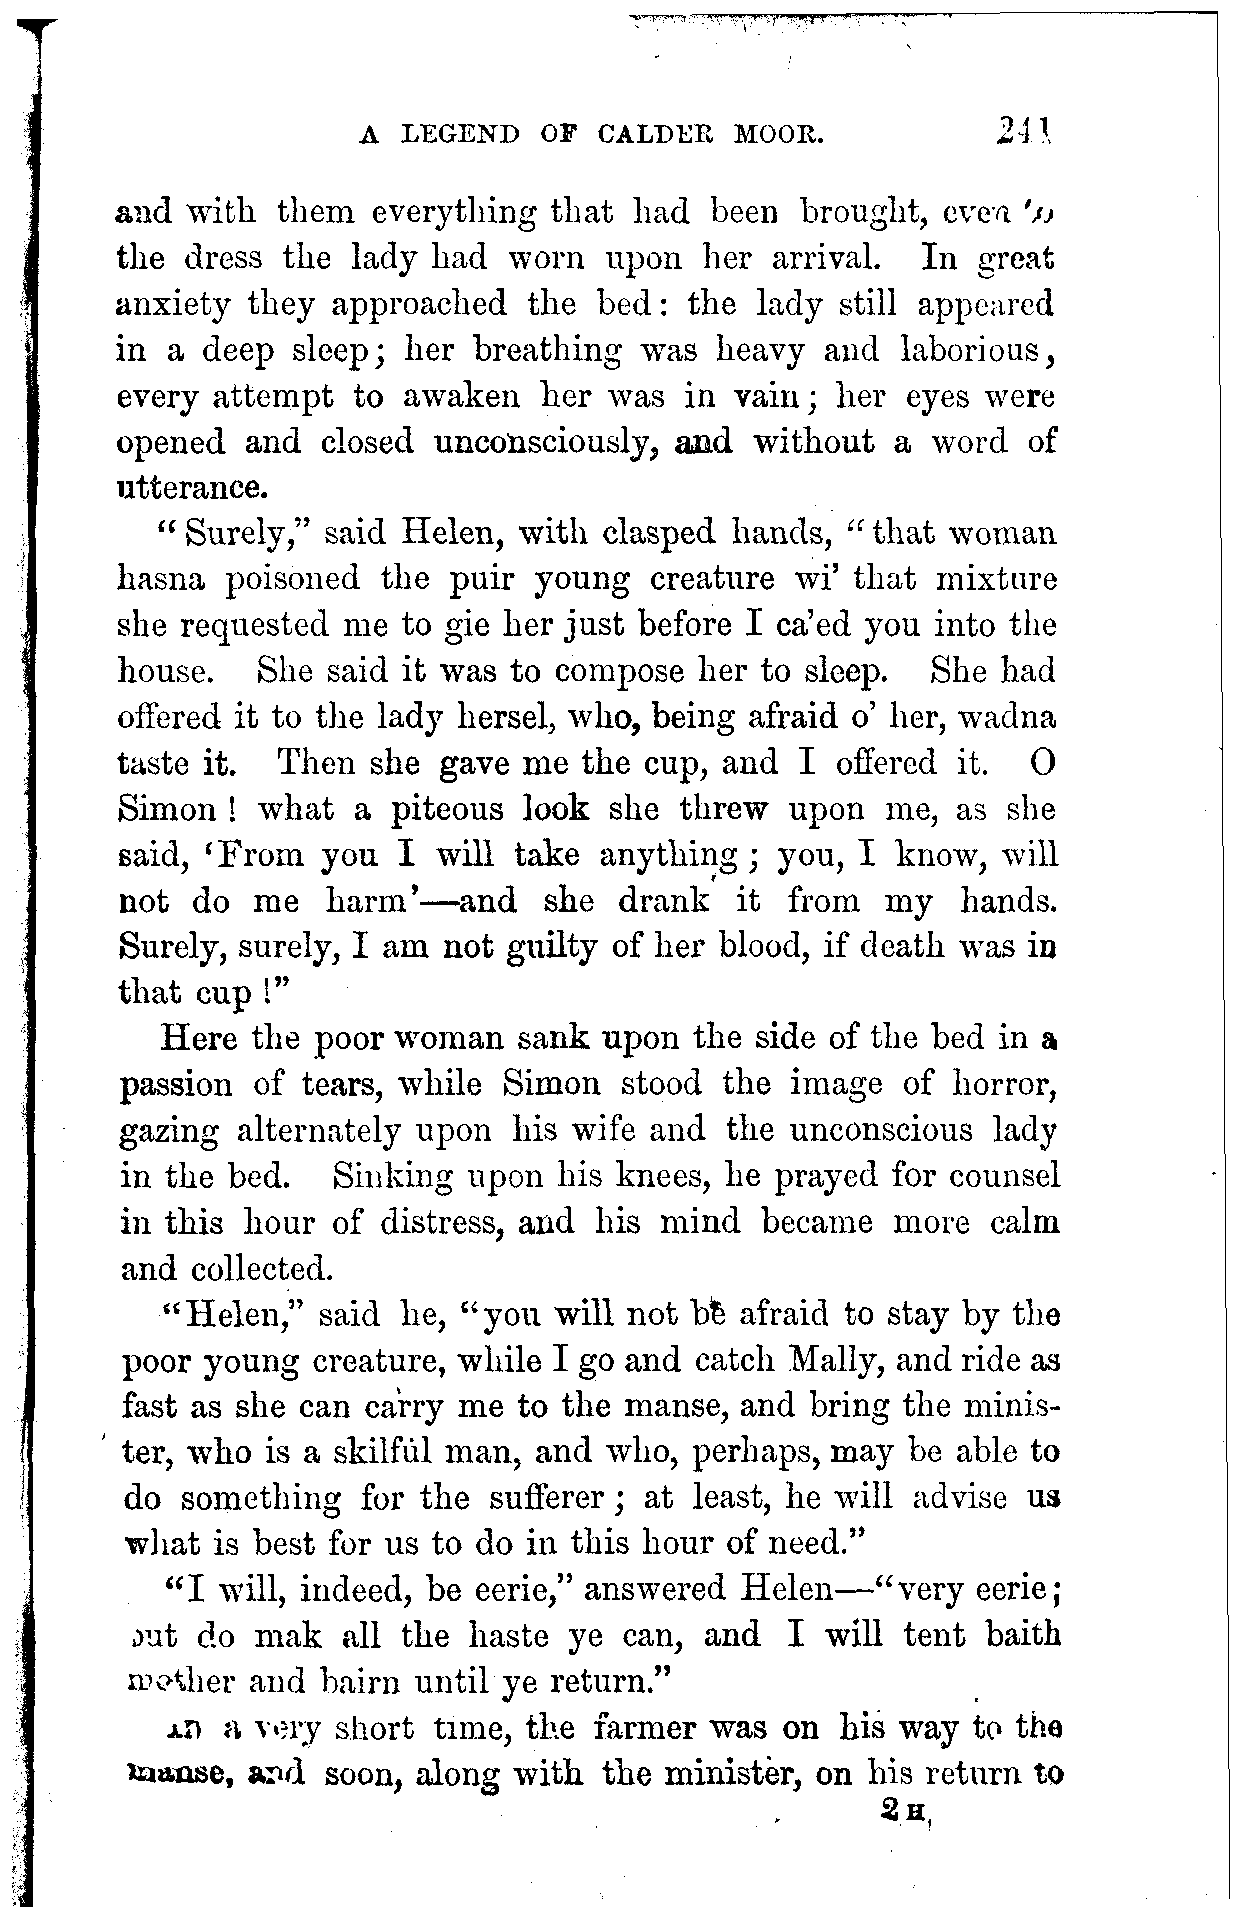 A LEGEND OF CALDER MOOR. 241
and with them everything that had been brought, even to
the dress the lady had worn upon her arrival. In great
anxiety they approached the bed: the lady still appeared
in a deep sleep; her breathing was heavy and laborious,
every attempt to awaken her was in vain; her eyes were
opened and closed unconsciously, and without a word of
utterance.
"Surely," said Helen, with clasped hands, "that woman
hasna poisoned the puir young creature wi' that mixture
she requested me to gie her just before I ca'ed you into the
house. She said it was to compose her to sleep. She had
offered it to the lady hersel, who, being afraid o' her, wadna
taste it. Then she gave me the cup, and I offered it. O
Simon! what a piteous look she threw upon me, as she
said, 'From you I will take anything; you, I know, will
not do me harm'—and she drank it from my hands.
Surely, surely, I am not guilty of her blood, if death was in
that cup!"
Here the poor woman sank upon the side of the bed in a
passion of tears, while Simon stood the image of horror,
gazing alternately upon his wife and the unconscious lady
in the bed. Sinking upon his knees, he prayed for counsel
in this hour of distress, and his mind became more calm
and collected.
"Helen," said he, "you will not be afraid to stay by the
poor young creature, while I go and catch Mally, and ride as
fast as she can carry me to the manse, and bring the minis-
ter, who is a skilful man, and who, perhaps, may be able to
do something for the sufferer; at least, he will advise us
what is best for us to do in this hour of need."
"I will, indeed, be eerie," answered Helen—"very eerie;
but do mak all the haste ye can, and I will tent baith
mother and bairn until ye return."
In a very short time, the farmer was on his way to the
manse, and soon, along with the minister, on his return to
2 H